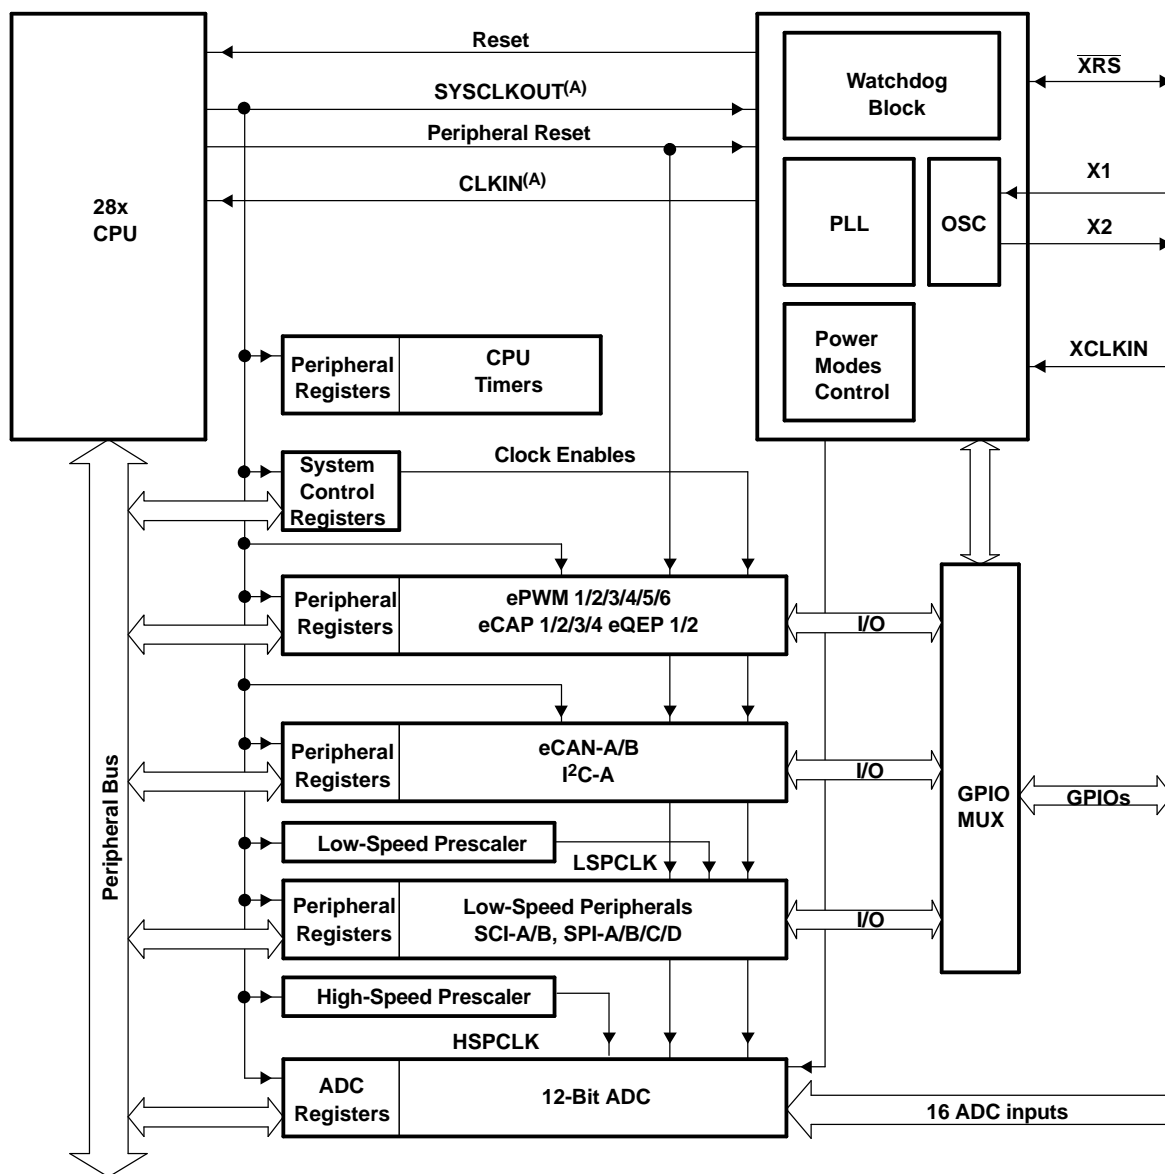 Reset
SYSCLKOUT(A)
Peripheral Reset
CLKIN(A)
28x
CPU
Watchdog
Block
PLL
OSC
Power
Modes
Control
XRS
X1
X2
XCLKIN
Peripheral
Registers
CPU
Timers
System
Control
Registers
Clock Enables
Peripheral
Registers
ePWM 1/2/3/4/5/6
eCAP 1/2/3/4 eQEP 1/2
I/O
Peripheral
Registers
eCAN-A/B
I²C-A
I/O
Peripheral Bus
GPIO
MUX
GPIOs
Low-Speed Prescaler
LSPCLK
Peripheral
Registers
Low-Speed Peripherals
SCI-A/B, SPI-A/B/C/D
I/O
High-Speed Prescaler
HSPCLK
ADC
Registers
12-Bit ADC
16 ADC inputs